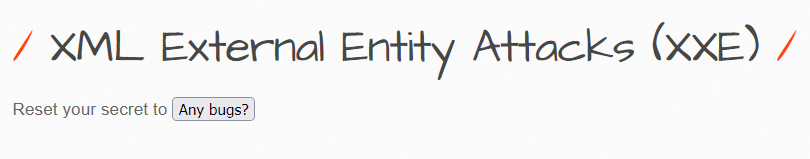 / XML External Entity Attacks (XXE) /
Reset your secret to Any bugs?